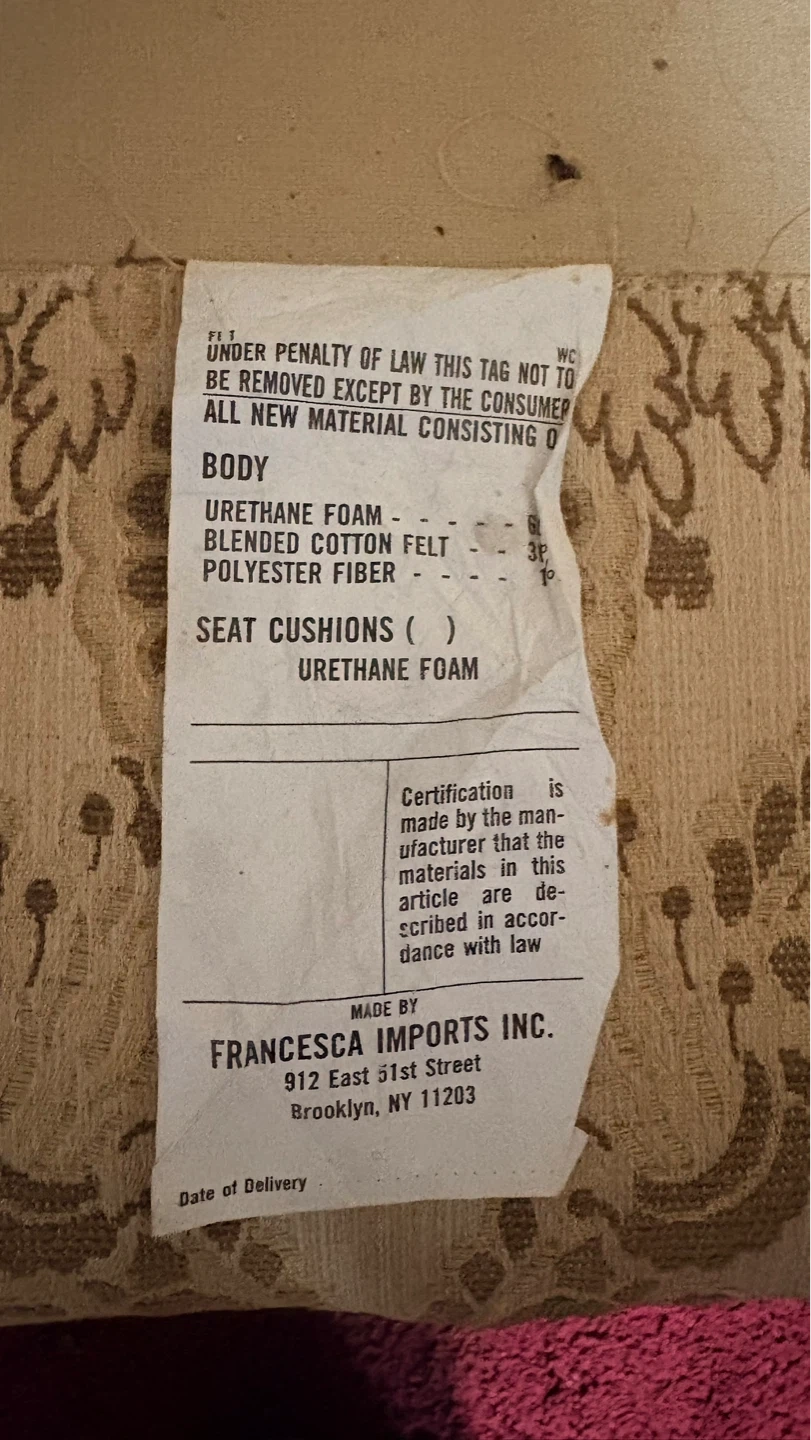 WC
UNDER PENALTY OF LAW THIS TAG NOT TO
BE REMOVED EXCEPT BY THE CONSUMER
ALL NEW MATERIAL CONSISTING O
BODY
URETHANE FOAM - - - - -
BLENDED COTTON FELT - -
POLYESTER FIBER - - - -
SEAT CUSHIONS ( )
URETHANE FOAM
Certification is
made by the man-
ufacturer that the
materials in this
article are de-
scribed in accor-
dance with law
MADE BY
FRANCESCA IMPORTS INC.
912 East 51st Street
Brooklyn, NY 11203
Date of Delivery